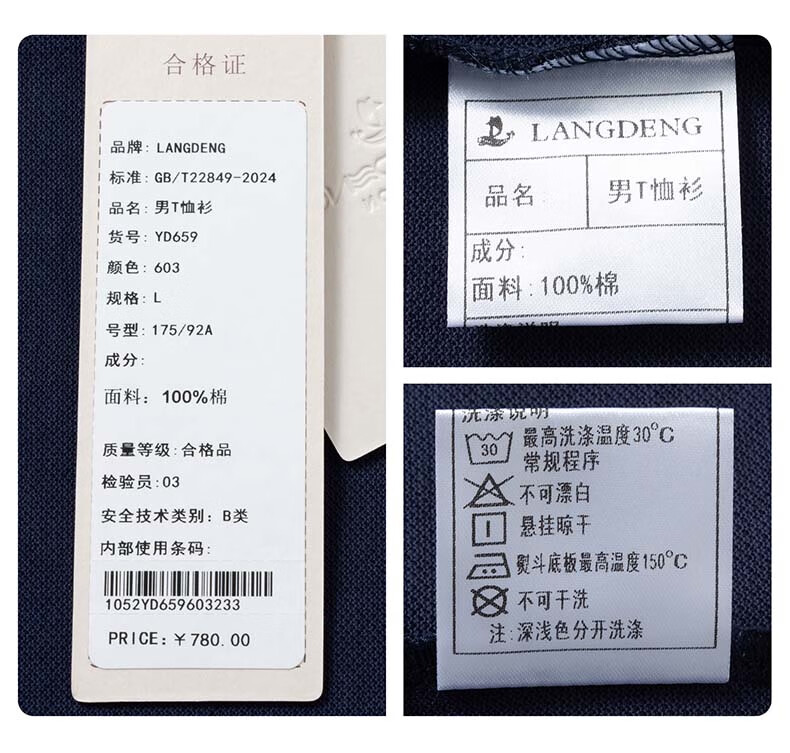 合格证
品牌: LANGDENG
标准: GB/T22849-2024
品名: 男T恤衫
货号: YD659
颜色: 603
规格: L
号型: 175/92A
成分:
面料: 100%棉
质量等级: 合格品
检验员: 03
安全技术类别: B类
内部使用条码:
1052YD659603233
PRICE: ￥780.00
LANGDENG
品名 男T恤衫
成分:
面料: 100%棉
洗涤说明
洗涤说明
30 最高洗涤温度30℃
常规程序
不可漂白
悬挂晾干
熨斗底板最高温度150℃
不可干洗
注: 深浅色分开洗涤